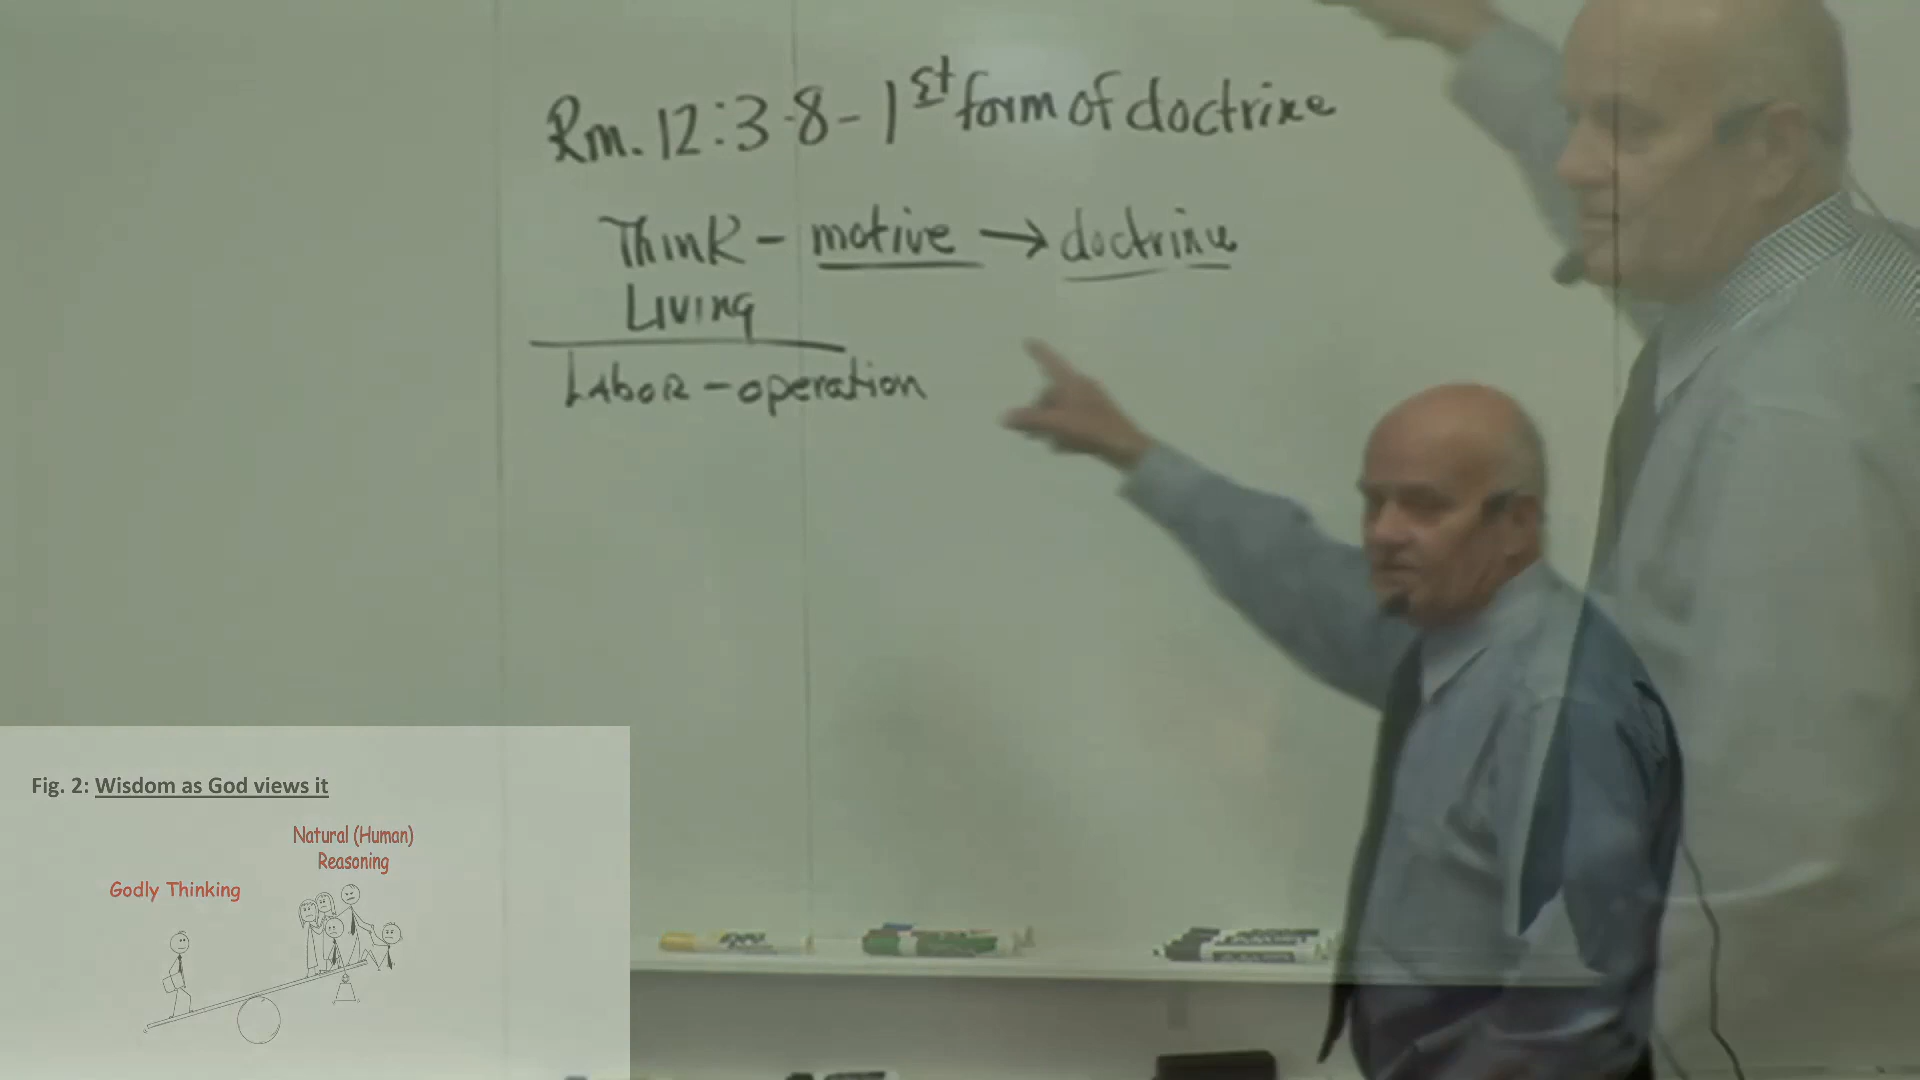 Rm. 12:3-8 - 1st form of doctrine
Think - motive → doctrine
Living
Labor - operation
Fig. 2: Wisdom as God views it
Natural (Human)
Reasoning
Godly Thinking